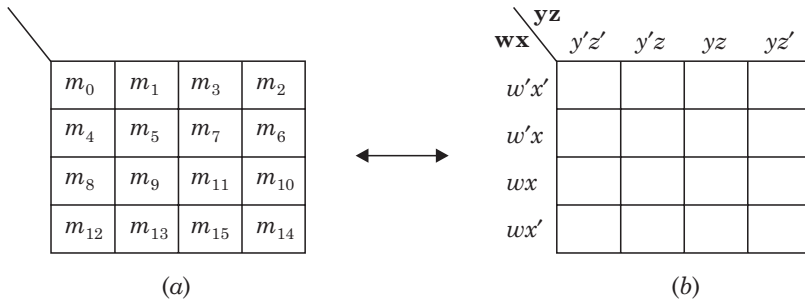 yz
wx y'z' y'z yz yz'
m₀ m₁ m₃ m₂ w'x'
m₄ m₅ m₇ m₆ w'x
m₈ m₉ m₁₁ m₁₀ wx
m₁₂ m₁₃ m₁₅ m₁₄ wx'
(a) (b)